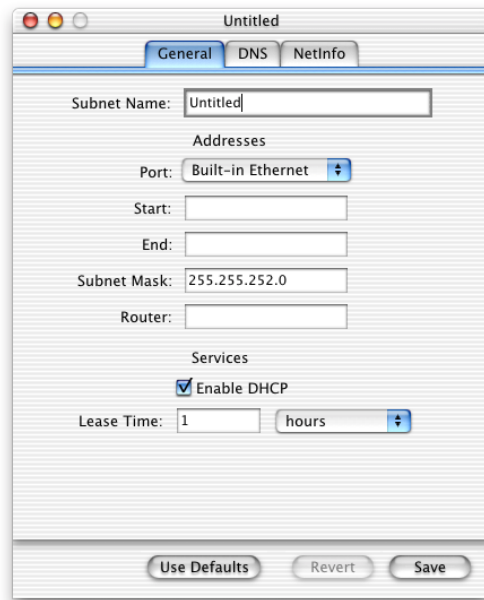 Untitled
General DNS NetInfo
Subnet Name: Untitled
Addresses
Port: Built-in Ethernet
Start:
End:
Subnet Mask: 255.255.252.0
Router:
Services
Enable DHCP
Lease Time: 1 hours
Use Defaults Revert Save